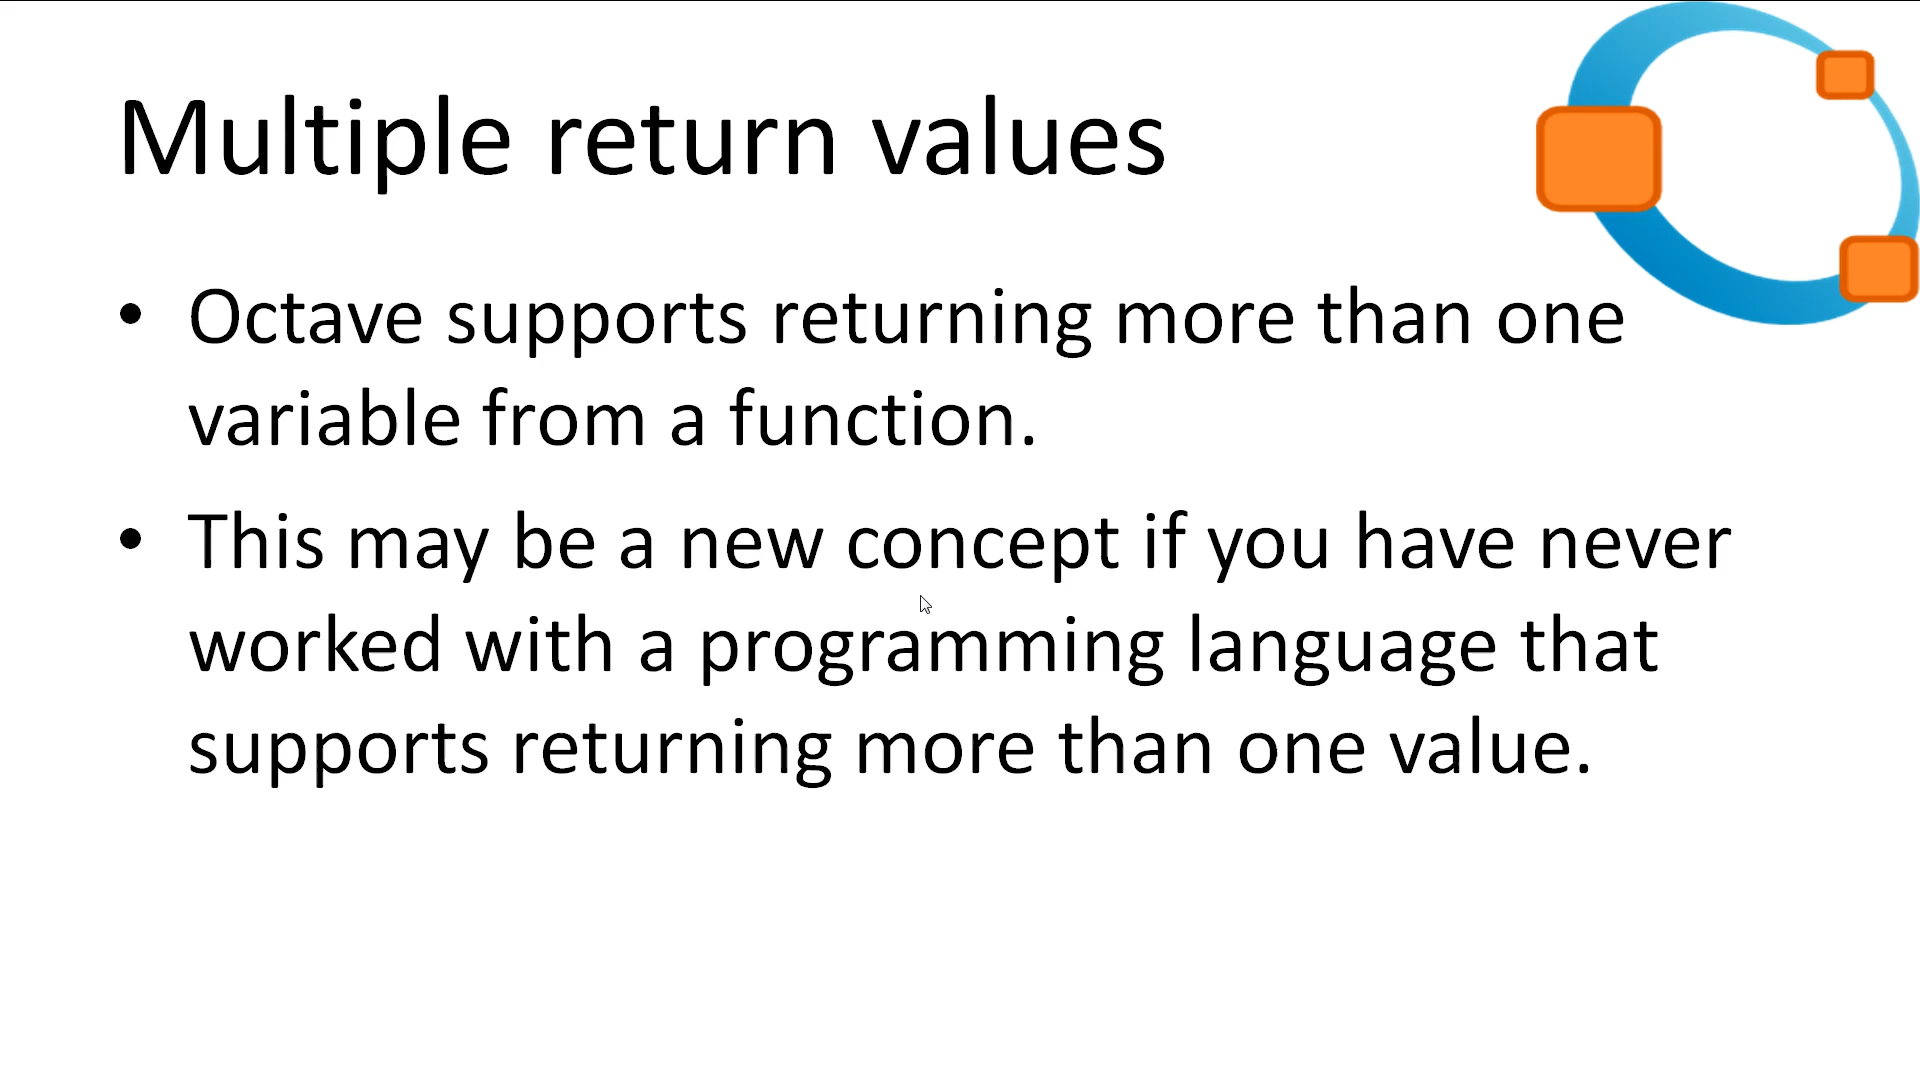 Multiple return values
• Octave supports returning more than one
variable from a function.
• This may be a new concept if you have never
worked with a programming language that
supports returning more than one value.